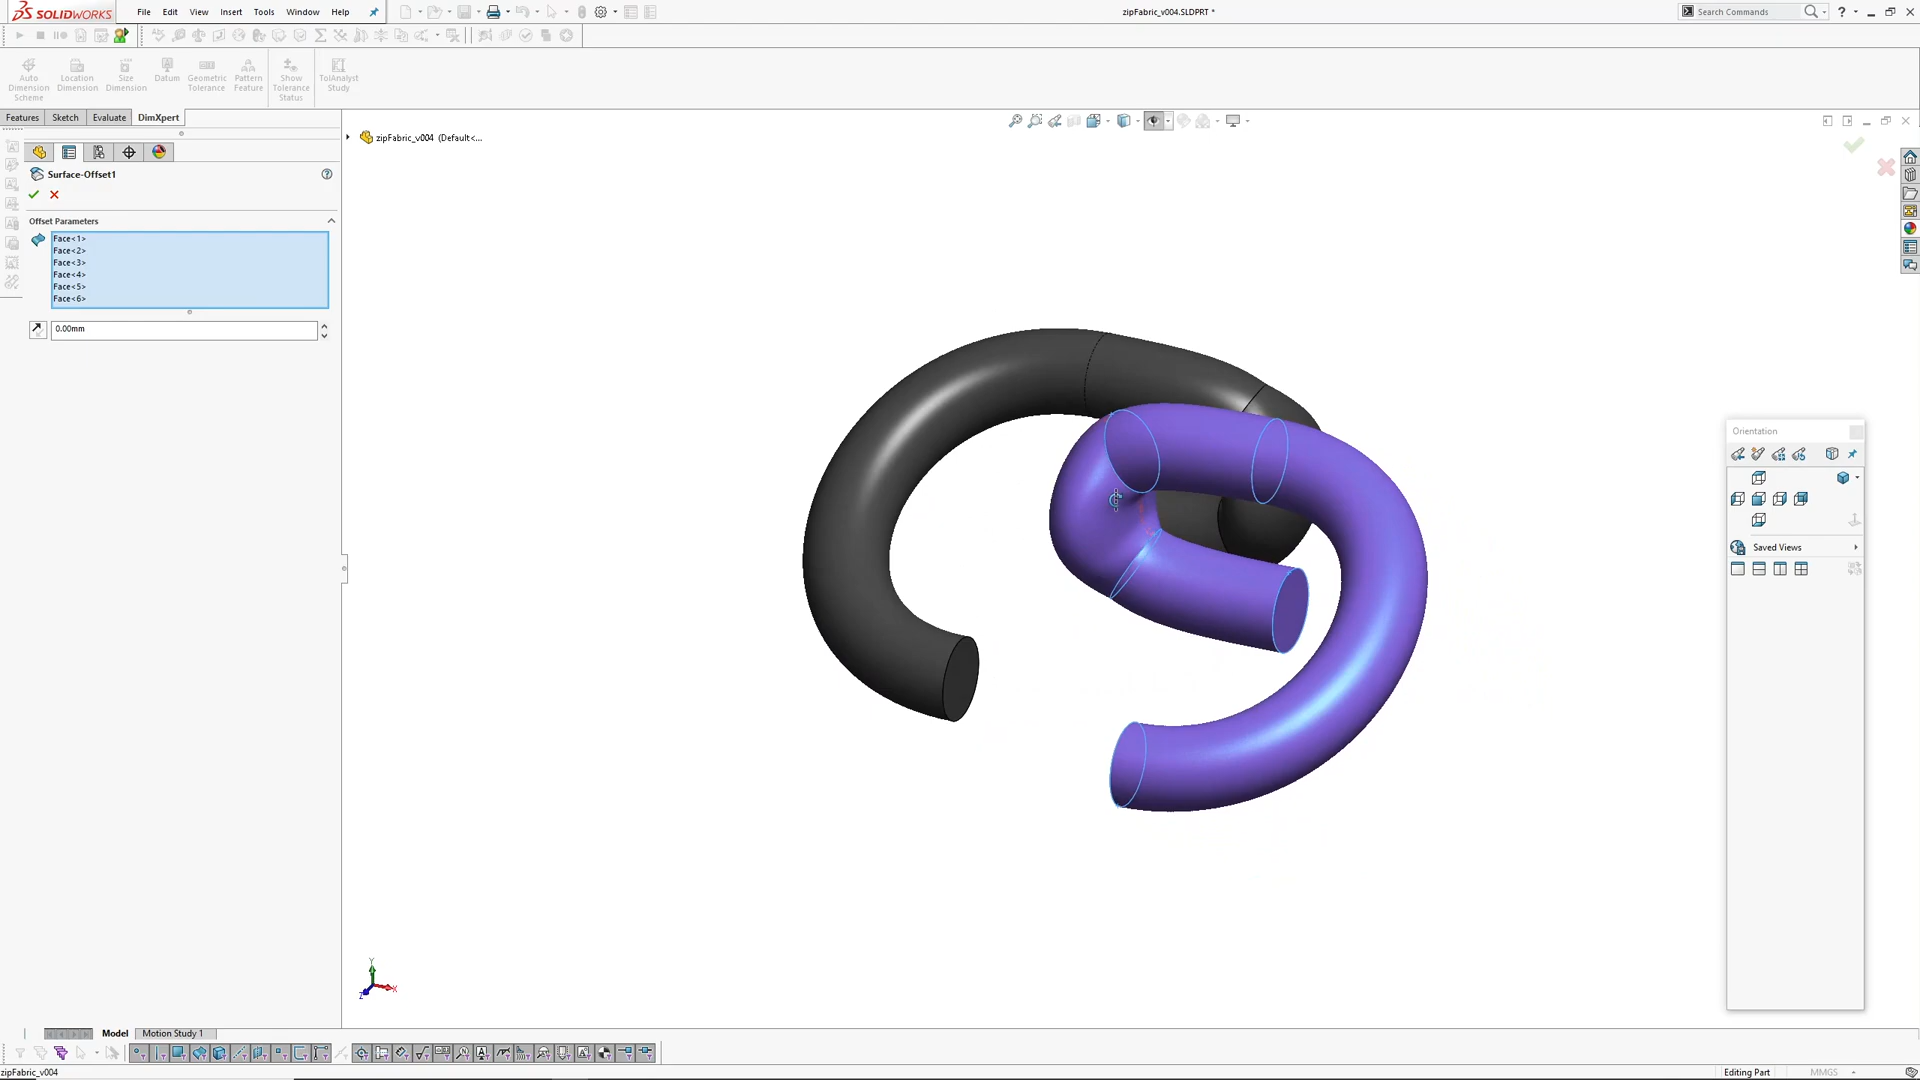 SOLIDWORKS File Edit View Insert Tools Window Help zipFabric_v004.SLDPRT * Search Commands
Auto Dimension Scheme
Location Dimension
Size Dimension
Datum
Geometric Tolerance
Pattern Feature
Show Tolerance Status
TolAnalyst Study
Features Sketch Evaluate DimXpert
zipFabric_v004 (Default<...
Surface-Offset1
Offset Parameters
Face<1>
Face<2>
Face<3>
Face<4>
Face<5>
Face<6>
0.00mm
Orientation
Saved Views
Y
Z X
Model Motion Study 1
zipFabric_v004 Editing Part MMGS